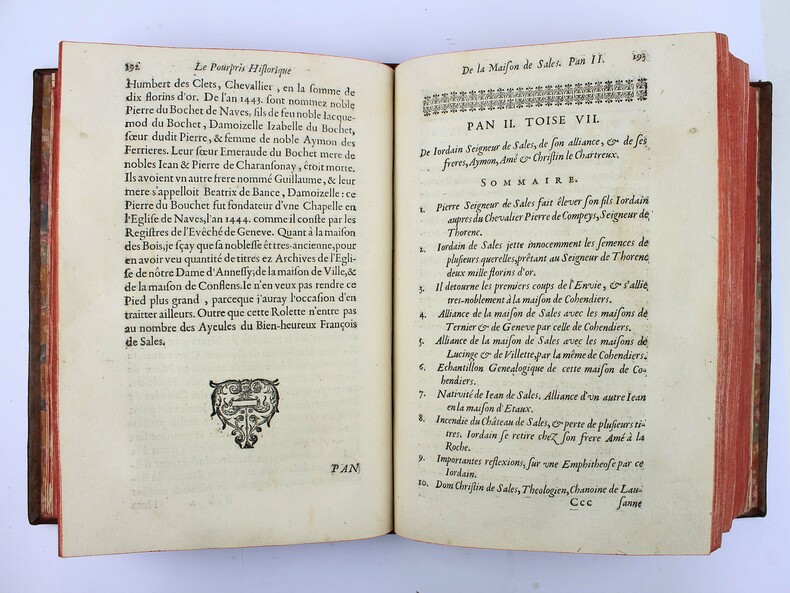 192
Le Pourpris Hiſtorique
Humbert des Clets, Chevallier, en la ſomme de
dix florins d'or. De l'an 1443. ſont nommez noble
Pierre du Bochet de Naves, fils de feu noble Iacque-
mod du Bochet, Damoizelle Izabelle du Bochet,
ſœur dudit Pierre, & femme de noble Aymon des
Ferrieres. Leur ſœur Emeraude du Bochet mere de
nobles Iean & Pierre de Charanſonay, étoit morte.
Ils avoient vn autre frere nommé Guillaume, & leur
mere s'appelloit Beatrix de Bance, Damoizelle: ce
Pierre du Bouchet fut fondateur d'vne Chapelle en
l'Egliſe de Naves, l'an 1444. comme il conſte par les
Regiſtres de l'Evêché de Geneve. Quant à la maiſon
des Bois, je ſçay que ſa nobleſſe ét tres-ancienne, pour
en avoir veu quantité de titres ez Archives de l'Egli-
ſe de nôtre Dame d'Anneſſy; de la maiſon de Ville, &
de la maiſon de Conflens. Ie n'en veux pas rendre ce
Pied plus grand, parceque j'auray l'occaſion d'en
traitter ailleurs. Outre que cette Rolette n'entre pas
au nombre des Ayeules du Bien-heureux François
de Sales.
PAN
De la Maiſon de Sales. Pan II.
193
PAN II. TOISE VII.
De Iordain Seigneur de Sales, de ſon alliance, & de ſes
freres, Aymon, Amé & Chriſtin le Chartreux.
SOMMAIRE.
1. Pierre Seigneur de Sales fait élever ſon fils Iordain
aupres du Chevalier Pierre de Compeys, Seigneur de
Thorenc.
2. Iordain de Sales jette innocemment les ſemences de
pluſieurs querelles, prêtant au Seigneur de Thorenc
deux mille florins d'or.
3. Il detourne les premiers coups de l'Envie, & s'allie
tres-noblement à la maiſon de Cohendiers.
4. Alliance de la maiſon de Sales avec les maiſons de
Ternier & de Geneve par celle de Cohendiers.
5. Alliance de la maiſon de Sales avec les maiſons de
Lucinge & de Villette, par la même de Cohendiers.
6. Echantillon Genealogique de cette maiſon de Co-
hendiers.
7. Nativité de Iean de Sales. Alliance d'vn autre Iean
en la maiſon d'Etaux.
8. Incendie du Château de Sales, & perte de pluſieurs ti-
tres. Iordain ſe retire chez ſon frere Amé à la
Roche.
9. Importantes reflexions, ſur vne Emphitheoſe par ce
Iordain.
10. Dom Chriſtin de Sales, Theologien, Chanoine de Lau-
Ccc
ſanne